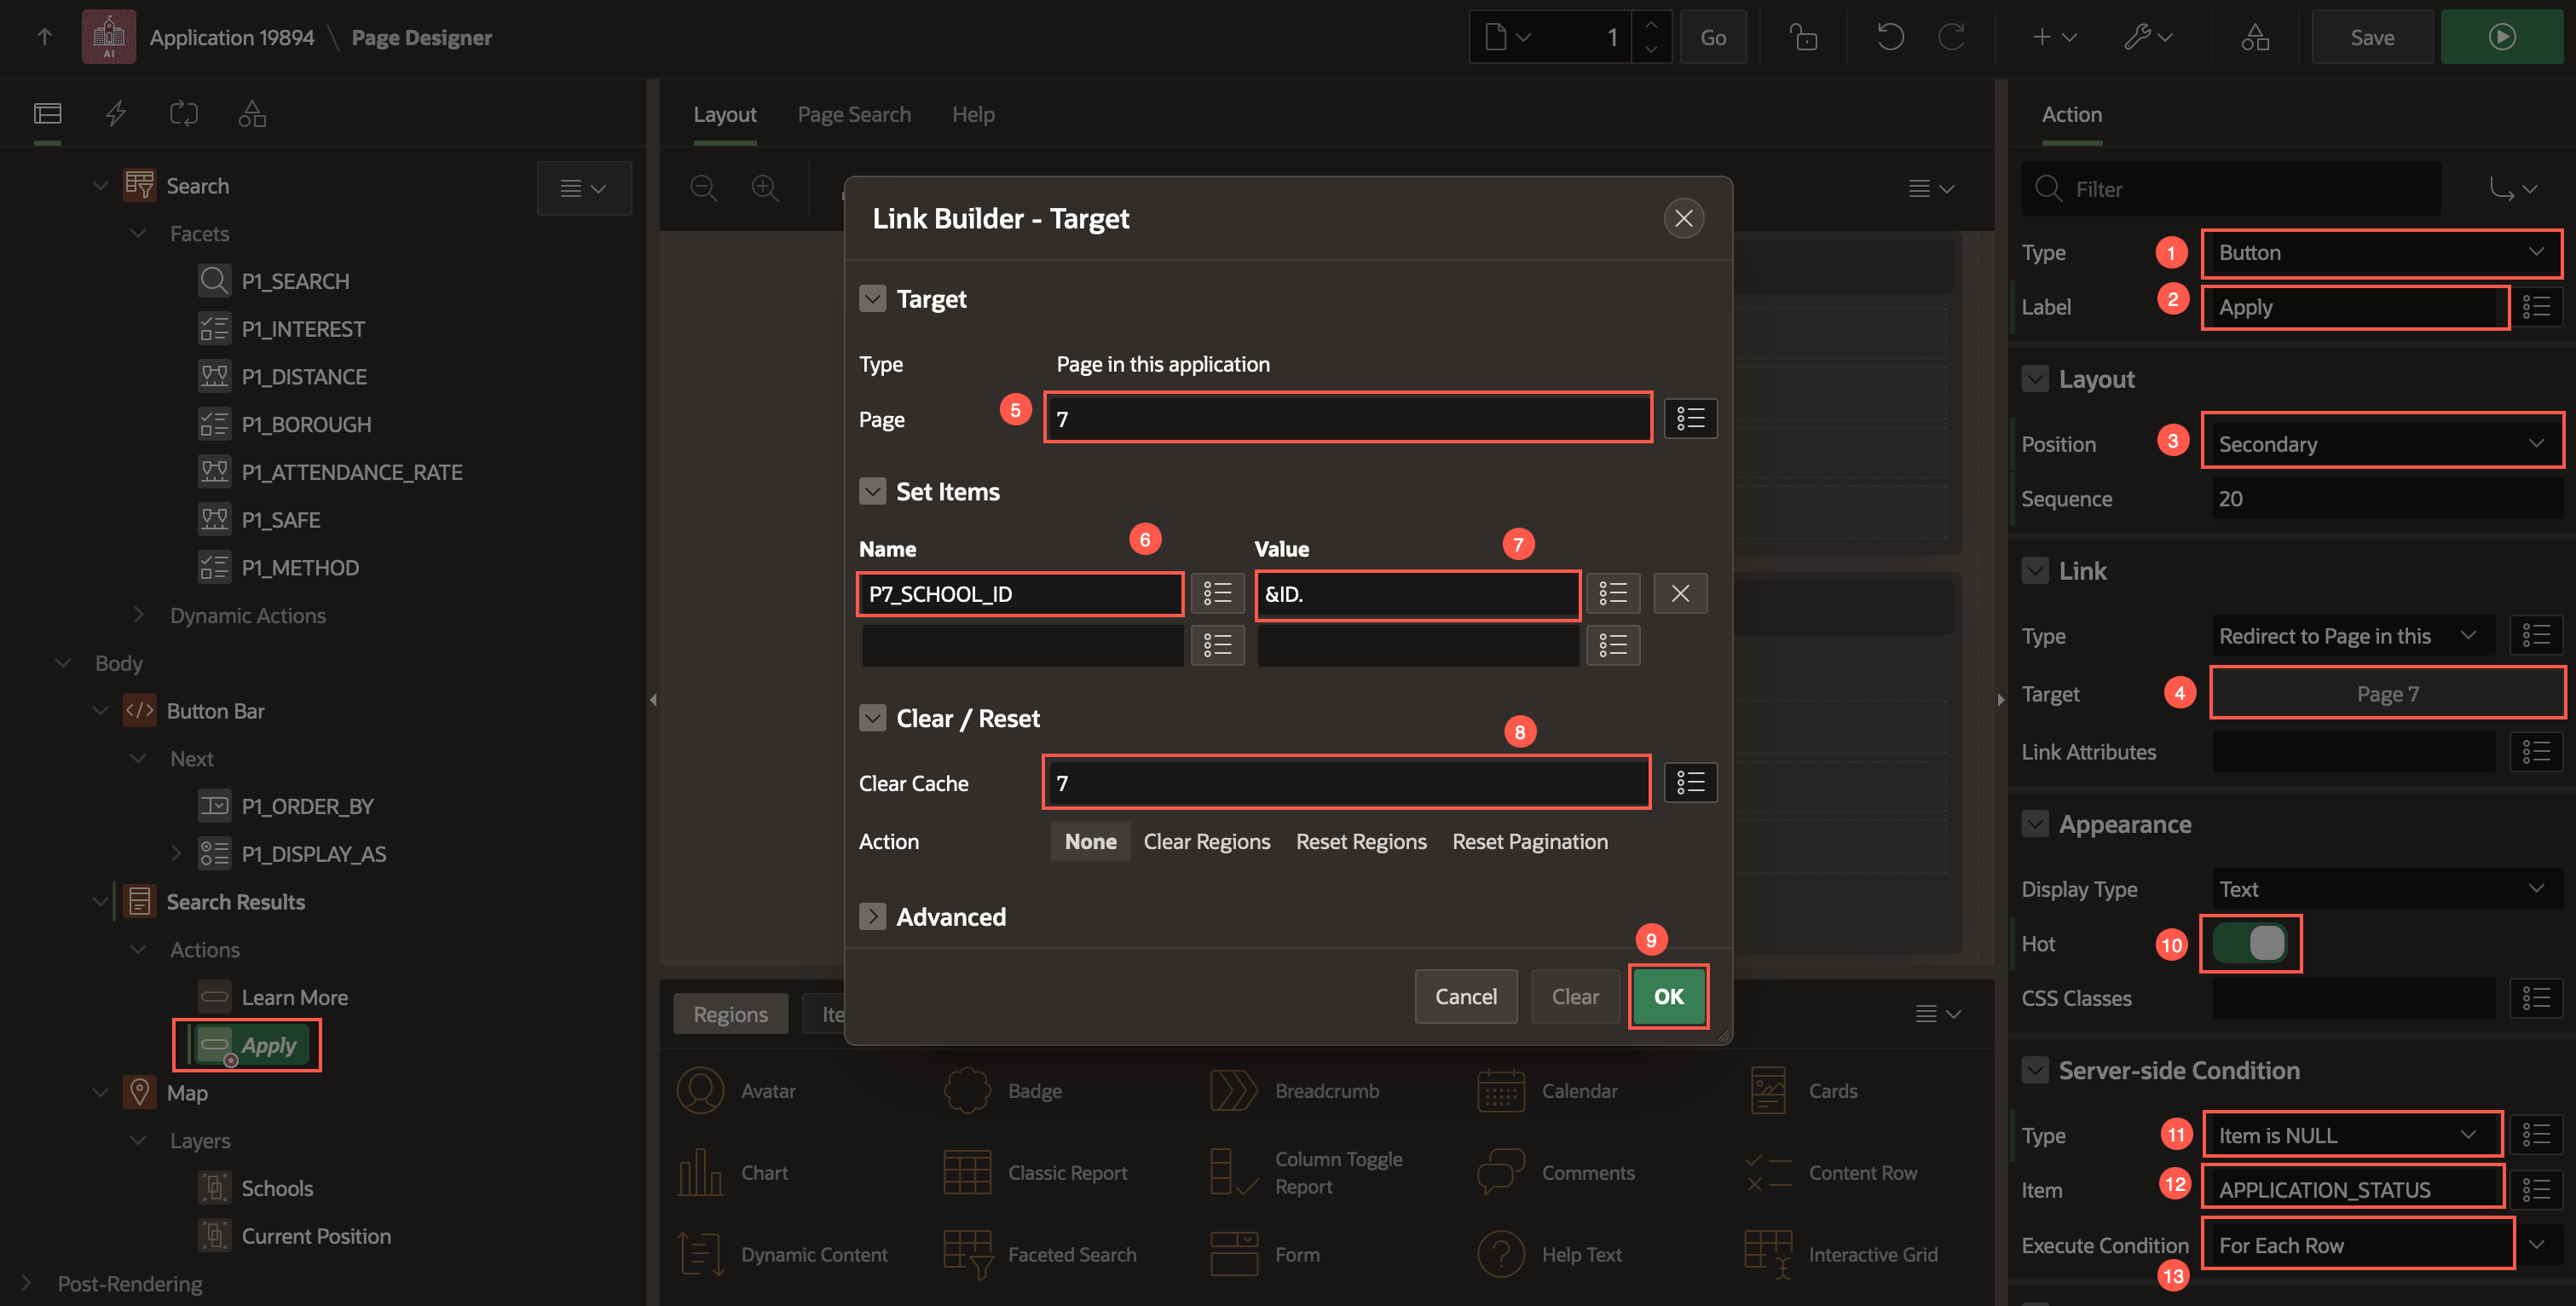 Application 19894 \ Page Designer
AI
1
Go
Save
Search
Facets
P1_SEARCH
P1_INTEREST
P1_DISTANCE
P1_BOROUGH
P1_ATTENDANCE_RATE
P1_SAFE
P1_METHOD
Dynamic Actions
Body
Button Bar
Next
P1_ORDER_BY
P1_DISPLAY_AS
Search Results
Actions
Learn More
Apply
Map
Layers
Schools
Current Position
Post-Rendering
Layout Page Search Help
Link Builder - Target
Target
Type Page in this application
Page 5 7
Set Items
Name 6 Value 7
P7_SCHOOL_ID &ID.
Clear / Reset
8
Clear Cache 7
Action None Clear Regions Reset Regions Reset Pagination
Advanced
9
Cancel Clear OK
Regions Ite
Avatar Badge Breadcrumb Calendar Cards
Chart Classic Report Column Toggle Report Comments Content Row
Dynamic Content Faceted Search Form Help Text Interactive Grid
Action
Filter
Type 1 Button
Label 2 Apply
Layout
Position 3 Secondary
Sequence 20
Link
Type Redirect to Page in this
Target 4 Page 7
Link Attributes
Appearance
Display Type Text
Hot 10
CSS Classes
Server-side Condition
Type 11 Item is NULL
Item 12 APPLICATION_STATUS
Execute Condition For Each Row
13